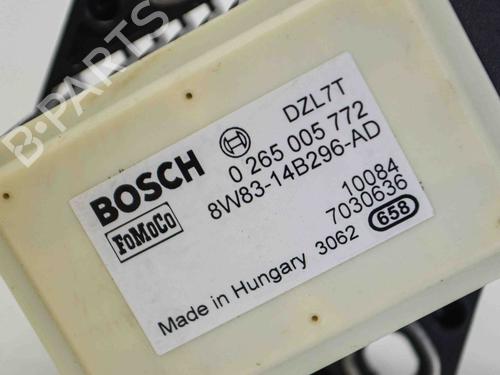 B-PARTS
DZL7T
BOSCH 0 265 005 772
8W83-14B296-AD
FoMoCo
10084
7030636
Made in Hungary 3062 658